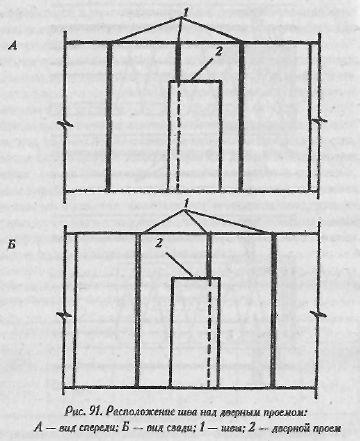 1
А
2
1
Б
2
Рис. 91. Расположение шва над дверным проемом:
А — вид спереди; Б — вид сзади; 1 — швы; 2 — дверной проем